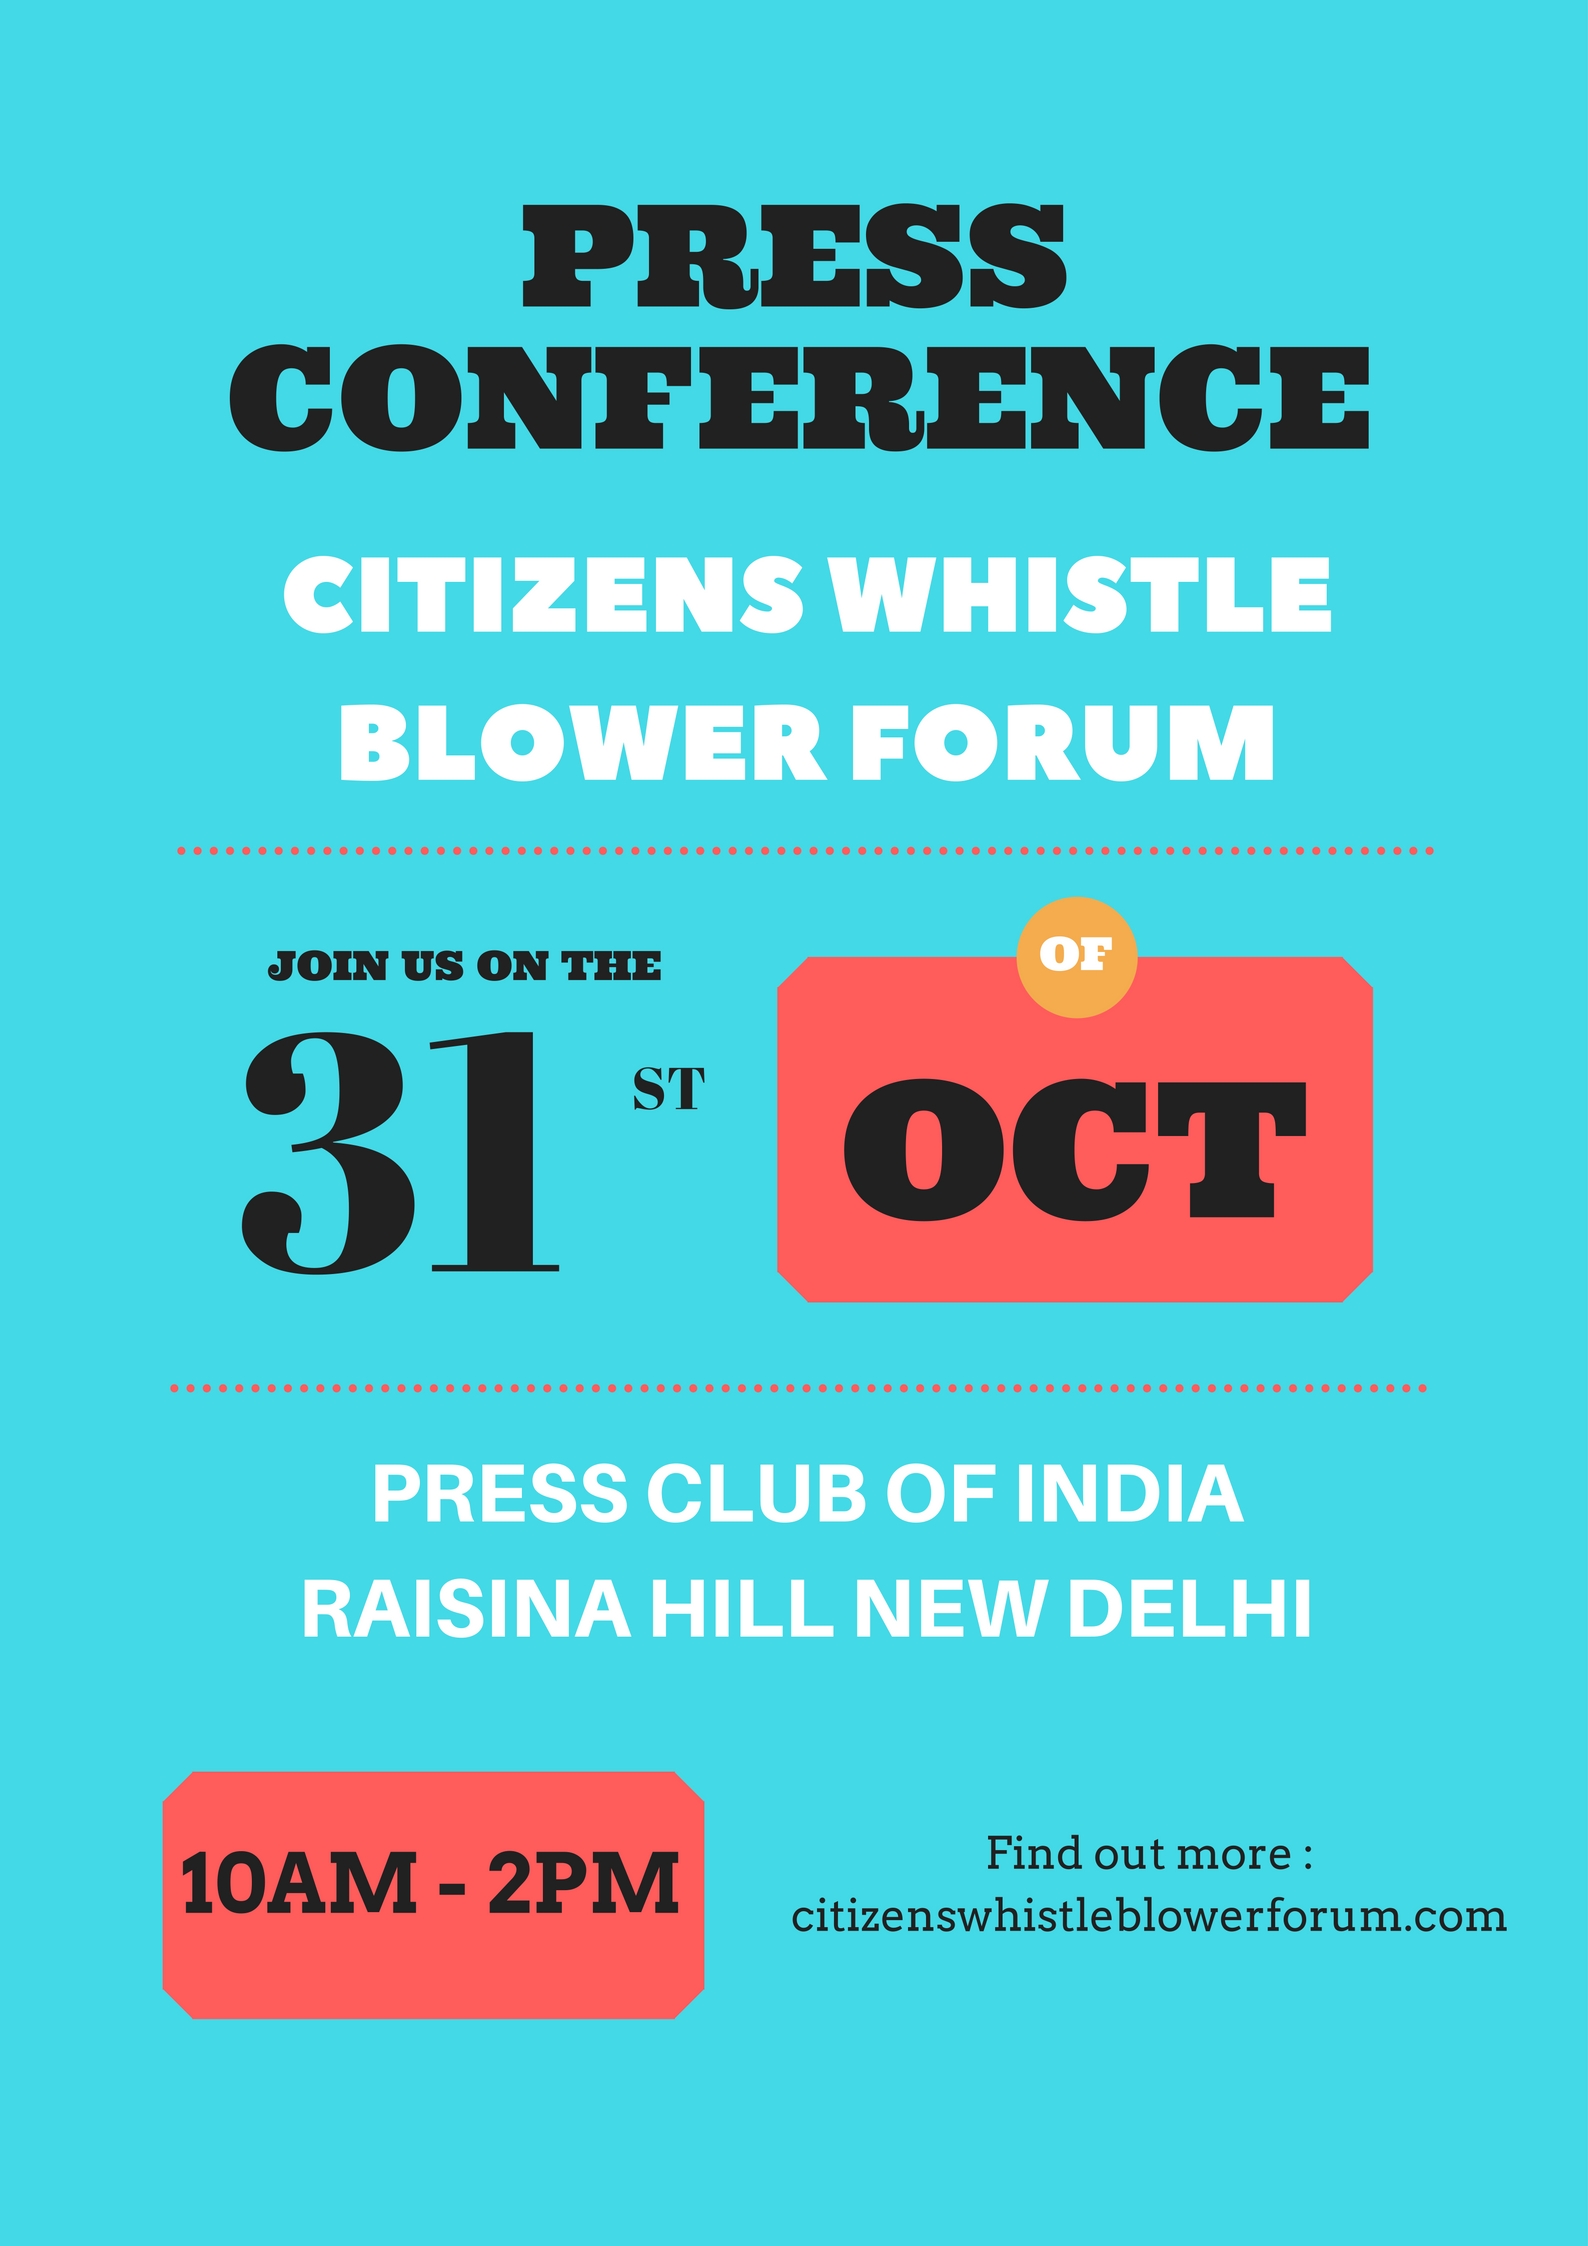 PRESS
CONFERENCE
CITIZENS WHISTLE
BLOWER FORUM
JOIN US ON THE
31 ST
OF
OCT
PRESS CLUB OF INDIA
RAISINA HILL NEW DELHI
10AM - 2PM
Find out more :
citizenswhistleblowerforum.com